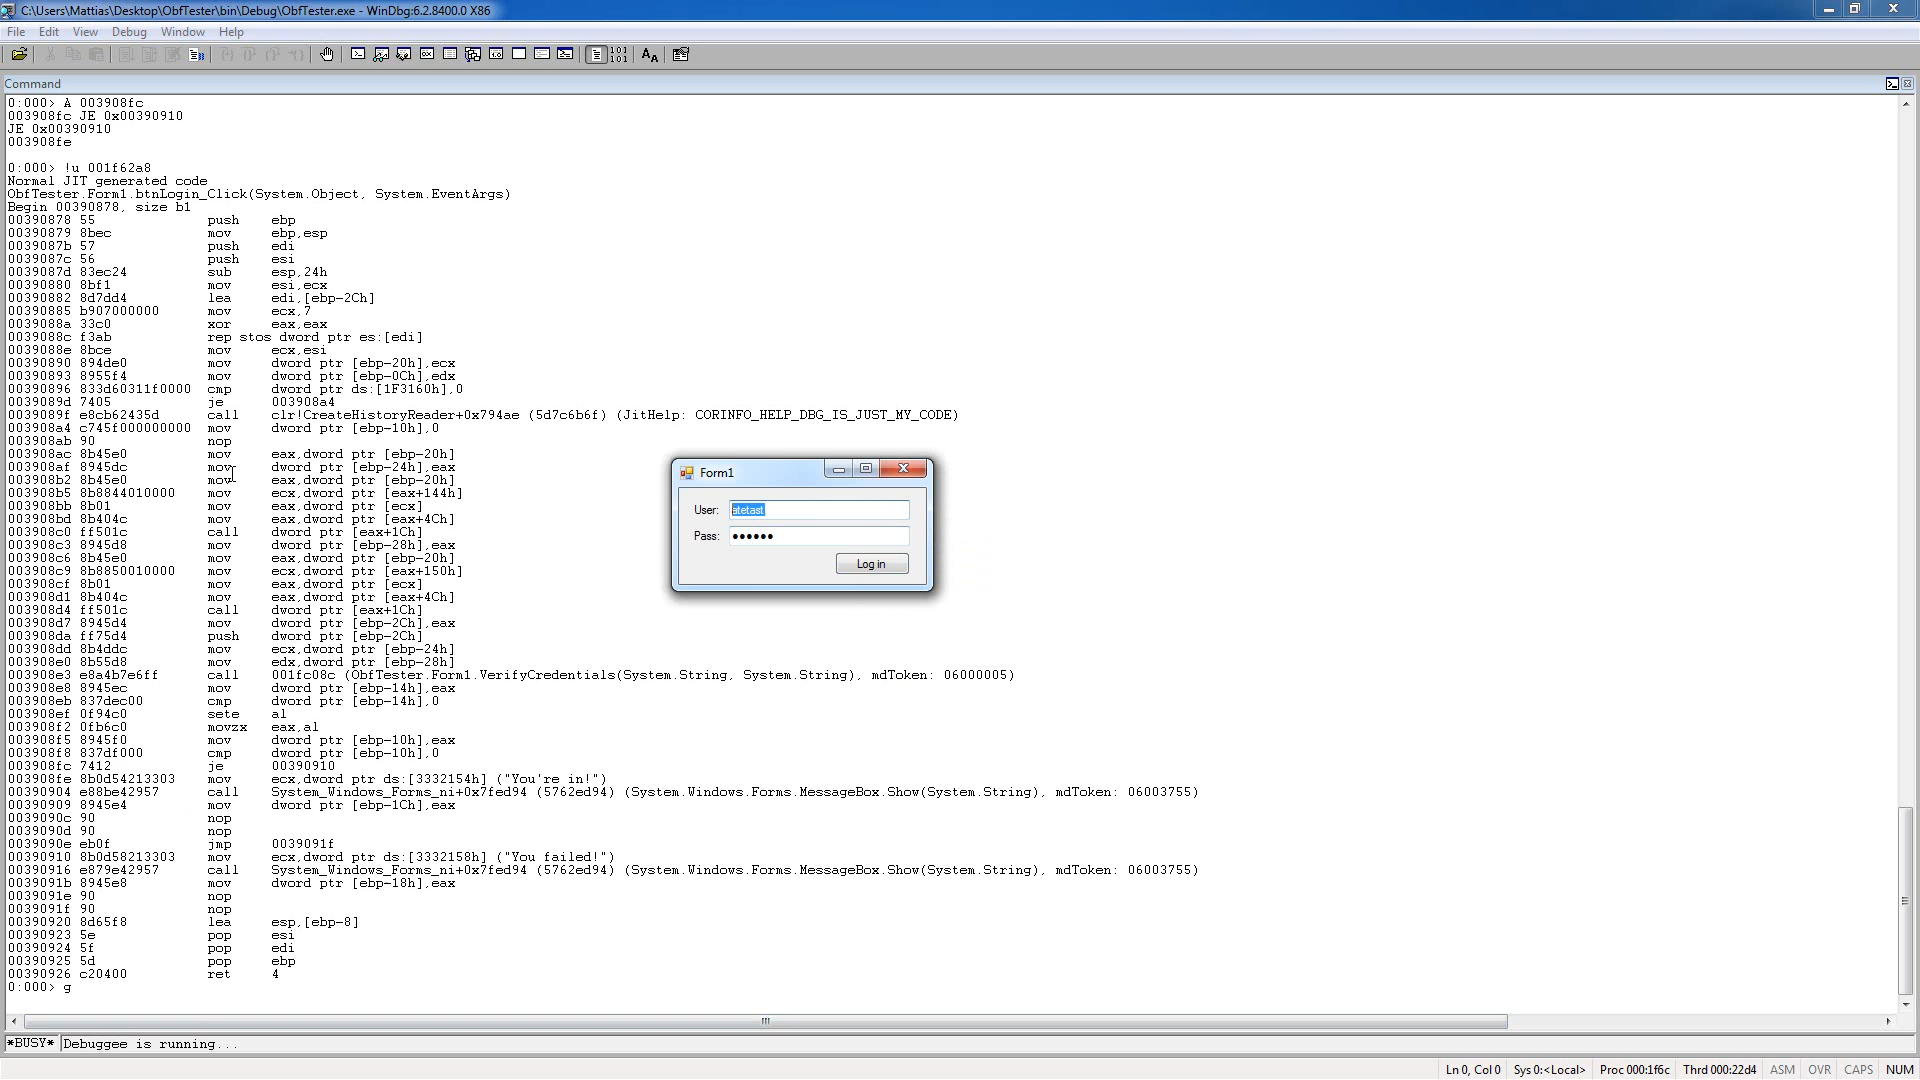 C:\Users\Mattias\Desktop\ObfTester\bin\Debug\ObfTester.exe - WinDbg:6.2.8400.0 X86
File Edit View Debug Window Help
Command
0:000> A 003908fc
003908fc JE 0x00390910
JE 0x00390910
003908fe
0:000> !u 001f62a8
Normal JIT generated code
ObfTester.Form1.btnLogin_Click(System.Object, System.EventArgs)
Begin 00390878, size b1
00390878 55 push ebp
00390879 8bec mov ebp,esp
0039087b 57 push edi
0039087c 56 push esi
0039087d 83ec24 sub esp,24h
00390880 8bf1 mov esi,ecx
00390882 8d7dd4 lea edi,[ebp-2Ch]
00390885 b907000000 mov ecx,7
0039088a 33c0 xor eax,eax
0039088c f3ab rep stos dword ptr es:[edi]
0039088e 8bce mov ecx,esi
00390890 894de0 mov dword ptr [ebp-20h],ecx
00390893 8955f4 mov dword ptr [ebp-0Ch],edx
00390896 833d60311f0000 cmp dword ptr ds:[1F3160h],0
0039089d 7405 je 003908a4
0039089f e8cb62435d call clr!CreateHistoryReader+0x794ae (5d7c6b6f) (JitHelp: CORINFO_HELP_DBG_IS_JUST_MY_CODE)
003908a4 c745f000000000 mov dword ptr [ebp-10h],0
003908ab 90 nop
003908ac 8b45e0 mov eax,dword ptr [ebp-20h]
003908af 8945dc mov dword ptr [ebp-24h],eax
003908b2 8b45e0 mov eax,dword ptr [ebp-20h]
003908b5 8b8844010000 mov ecx,dword ptr [eax+144h]
003908bb 8b01 mov eax,dword ptr [ecx]
003908bd 8b404c mov eax,dword ptr [eax+4Ch]
003908c0 ff501c call dword ptr [eax+1Ch]
003908c3 8945d8 mov dword ptr [ebp-28h],eax
003908c6 8b45e0 mov eax,dword ptr [ebp-20h]
003908c9 8b8850010000 mov ecx,dword ptr [eax+150h]
003908cf 8b01 mov eax,dword ptr [ecx]
003908d1 8b404c mov eax,dword ptr [eax+4Ch]
003908d4 ff501c call dword ptr [eax+1Ch]
003908d7 8945d4 mov dword ptr [ebp-2Ch],eax
003908da ff75d4 push dword ptr [ebp-2Ch]
003908dd 8b4ddc mov ecx,dword ptr [ebp-24h]
003908e0 8b55d8 mov edx,dword ptr [ebp-28h]
003908e3 e8a4b7e6ff call 001fc08c (ObfTester.Form1.VerifyCredentials(System.String, System.String), mdToken: 06000005)
003908e8 8945ec mov dword ptr [ebp-14h],eax
003908eb 837dec00 cmp dword ptr [ebp-14h],0
003908ef 0f94c0 sete al
003908f2 0fb6c0 movzx eax,al
003908f5 8945f0 mov dword ptr [ebp-10h],eax
003908f8 837df000 cmp dword ptr [ebp-10h],0
003908fc 7412 je 00390910
003908fe 8b0d54213303 mov ecx,dword ptr ds:[3332154h] ("You're in!")
00390904 e88be42957 call System_Windows_Forms_ni+0x7fed94 (5762ed94) (System.Windows.Forms.MessageBox.Show(System.String), mdToken: 06003755)
00390909 8945e4 mov dword ptr [ebp-1Ch],eax
0039090c 90 nop
0039090d 90 nop
0039090e eb0f jmp 0039091f
00390910 8b0d58213303 mov ecx,dword ptr ds:[3332158h] ("You failed!")
00390916 e879e42957 call System_Windows_Forms_ni+0x7fed94 (5762ed94) (System.Windows.Forms.MessageBox.Show(System.String), mdToken: 06003755)
0039091b 8945e8 mov dword ptr [ebp-18h],eax
0039091e 90 nop
0039091f 90 nop
00390920 8d65f8 lea esp,[ebp-8]
00390923 5e pop esi
00390924 5f pop edi
00390925 5d pop ebp
00390926 c20400 ret 4
0:000> g
Form1
User: atetast
Pass: ●●●●●●
Log in
*BUSY* Debuggee is running...
Ln 0, Col 0 Sys 0:<Local> Proc 000:1f6c Thrd 000:22d4 ASM OVR CAPS NUM